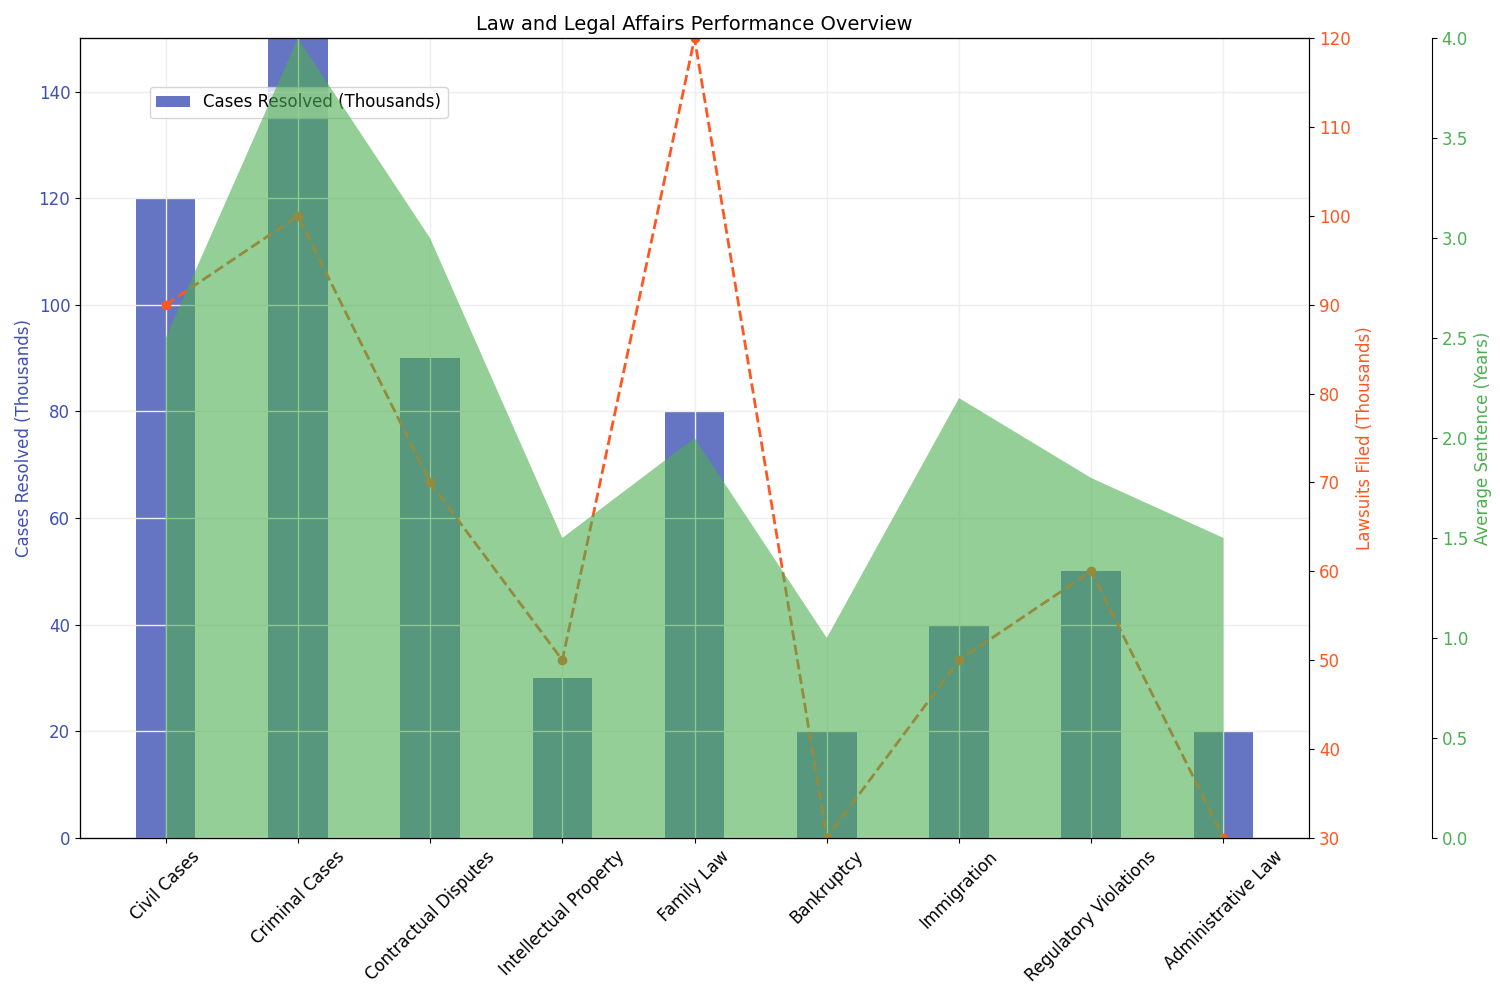 Law and Legal Affairs Performance Overview
Cases Resolved (Thousands)
Cases Resolved (Thousands)
140
120
100
80
60
40
20
0
120
110
100
90
80
70
60
50
40
30
Lawsuits Filed (Thousands)
4.0
3.5
3.0
2.5
2.0
1.5
1.0
0.5
0.0
Average Sentence (Years)
Civil Cases
Criminal Cases
Contractual Disputes
Intellectual Property
Family Law
Bankruptcy
Immigration
Regulatory Violations
Administrative Law